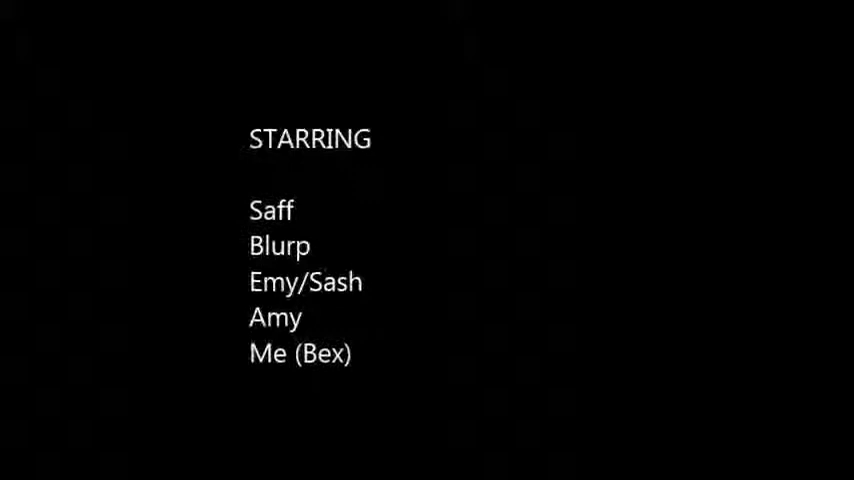 STARRING
Saff
Blurp
Emy/Sash
Amy
Me (Bex)